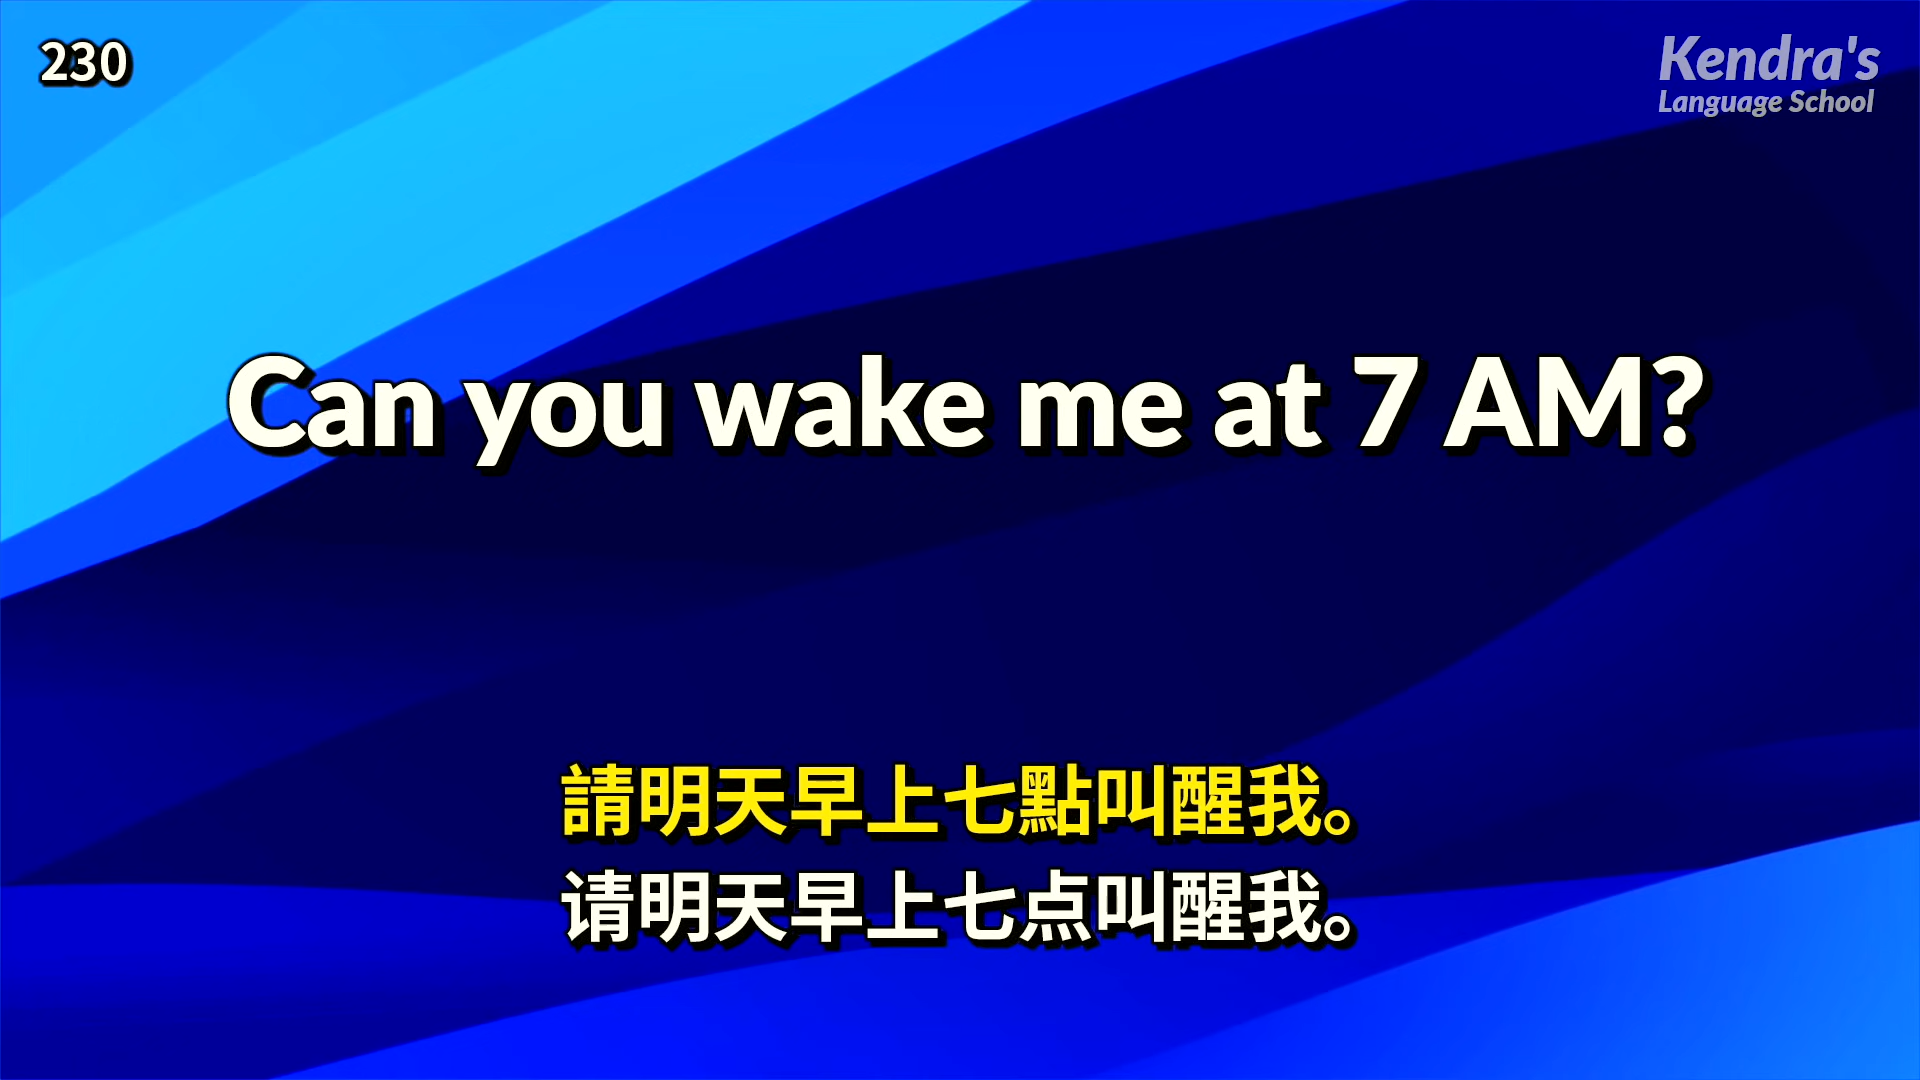 230
Kendra's
Language School
Can you wake me at 7 AM?
請明天早上七點叫醒我。
请明天早上七点叫醒我。